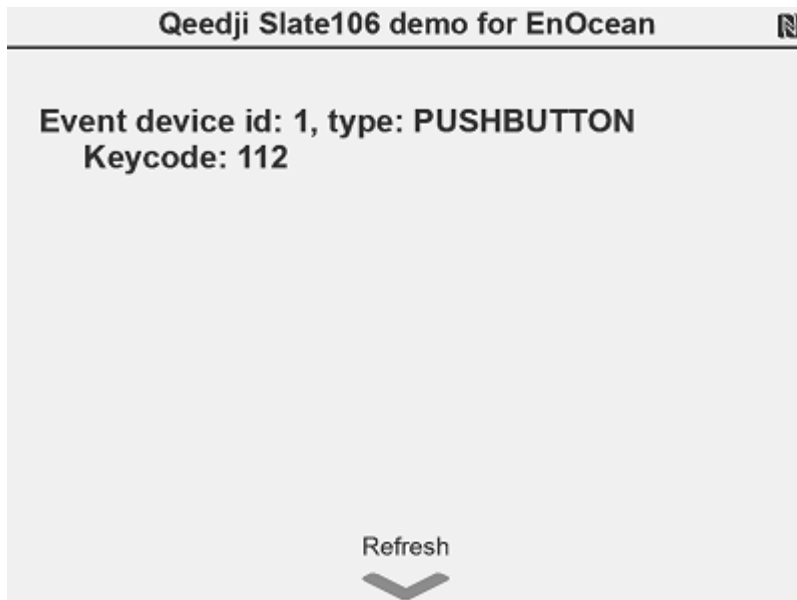 Qeedji Slate106 demo for EnOcean
Event device id: 1, type: PUSHBUTTON
Keycode: 112
Refresh